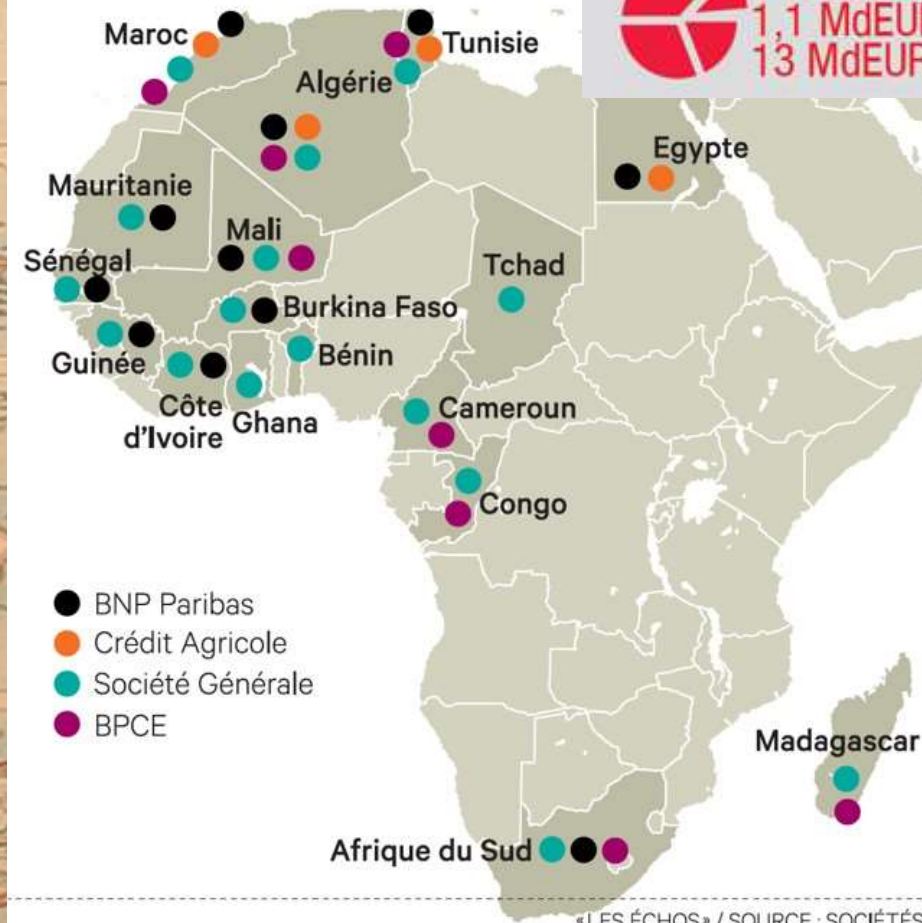 1,1 MdEUR
13 MdEUR
Maroc
Tunisie
Algérie
Egypte
Mauritanie
Mali
Sénégal
Tchad
Burkina Faso
Bénin
Guinée
Côte
d'Ivoire
Ghana
Cameroun
Congo
BNP Paribas
Crédit Agricole
Société Générale
BPCE
Madagascar
Afrique du Sud
«LES ÉCHOS» / SOURCE : SOCIÉTÉS